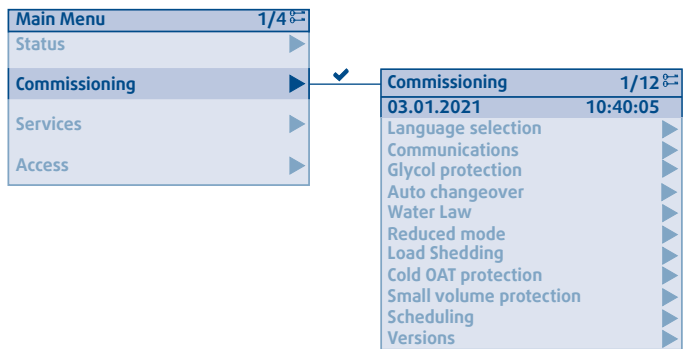 Main Menu 1/4
Status
Commissioning
Services
Access
Commissioning 1/12
03.01.2021 10:40:05
Language selection
Communications
Glycol protection
Auto changeover
Water Law
Reduced mode
Load Shedding
Cold OAT protection
Small volume protection
Scheduling
Versions